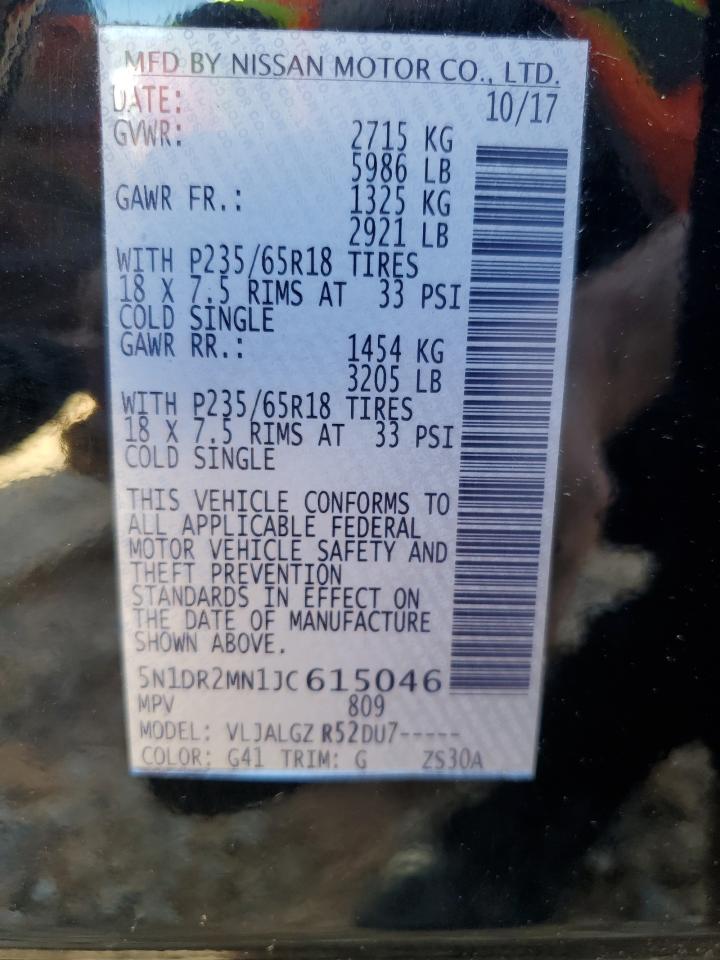 MFD BY NISSAN MOTOR CO., LTD.
DATE: 10/17
GVWR: 2715 KG
5986 LB
GAWR FR.: 1325 KG
2921 LB
WITH P235/65R18 TIRES
18 X 7.5 RIMS AT 33 PSI
COLD SINGLE
GAWR RR.: 1454 KG
3205 LB
WITH P235/65R18 TIRES
18 X 7.5 RIMS AT 33 PSI
COLD SINGLE
THIS VEHICLE CONFORMS TO
ALL APPLICABLE FEDERAL
MOTOR VEHICLE SAFETY AND
THEFT PREVENTION
STANDARDS IN EFFECT ON
THE DATE OF MANUFACTURE
SHOWN ABOVE.
5N1DR2MN1JC615046
MPV 809
MODEL: VLJALGZ R52DU7-----
COLOR: G41 TRIM: G ZS30A